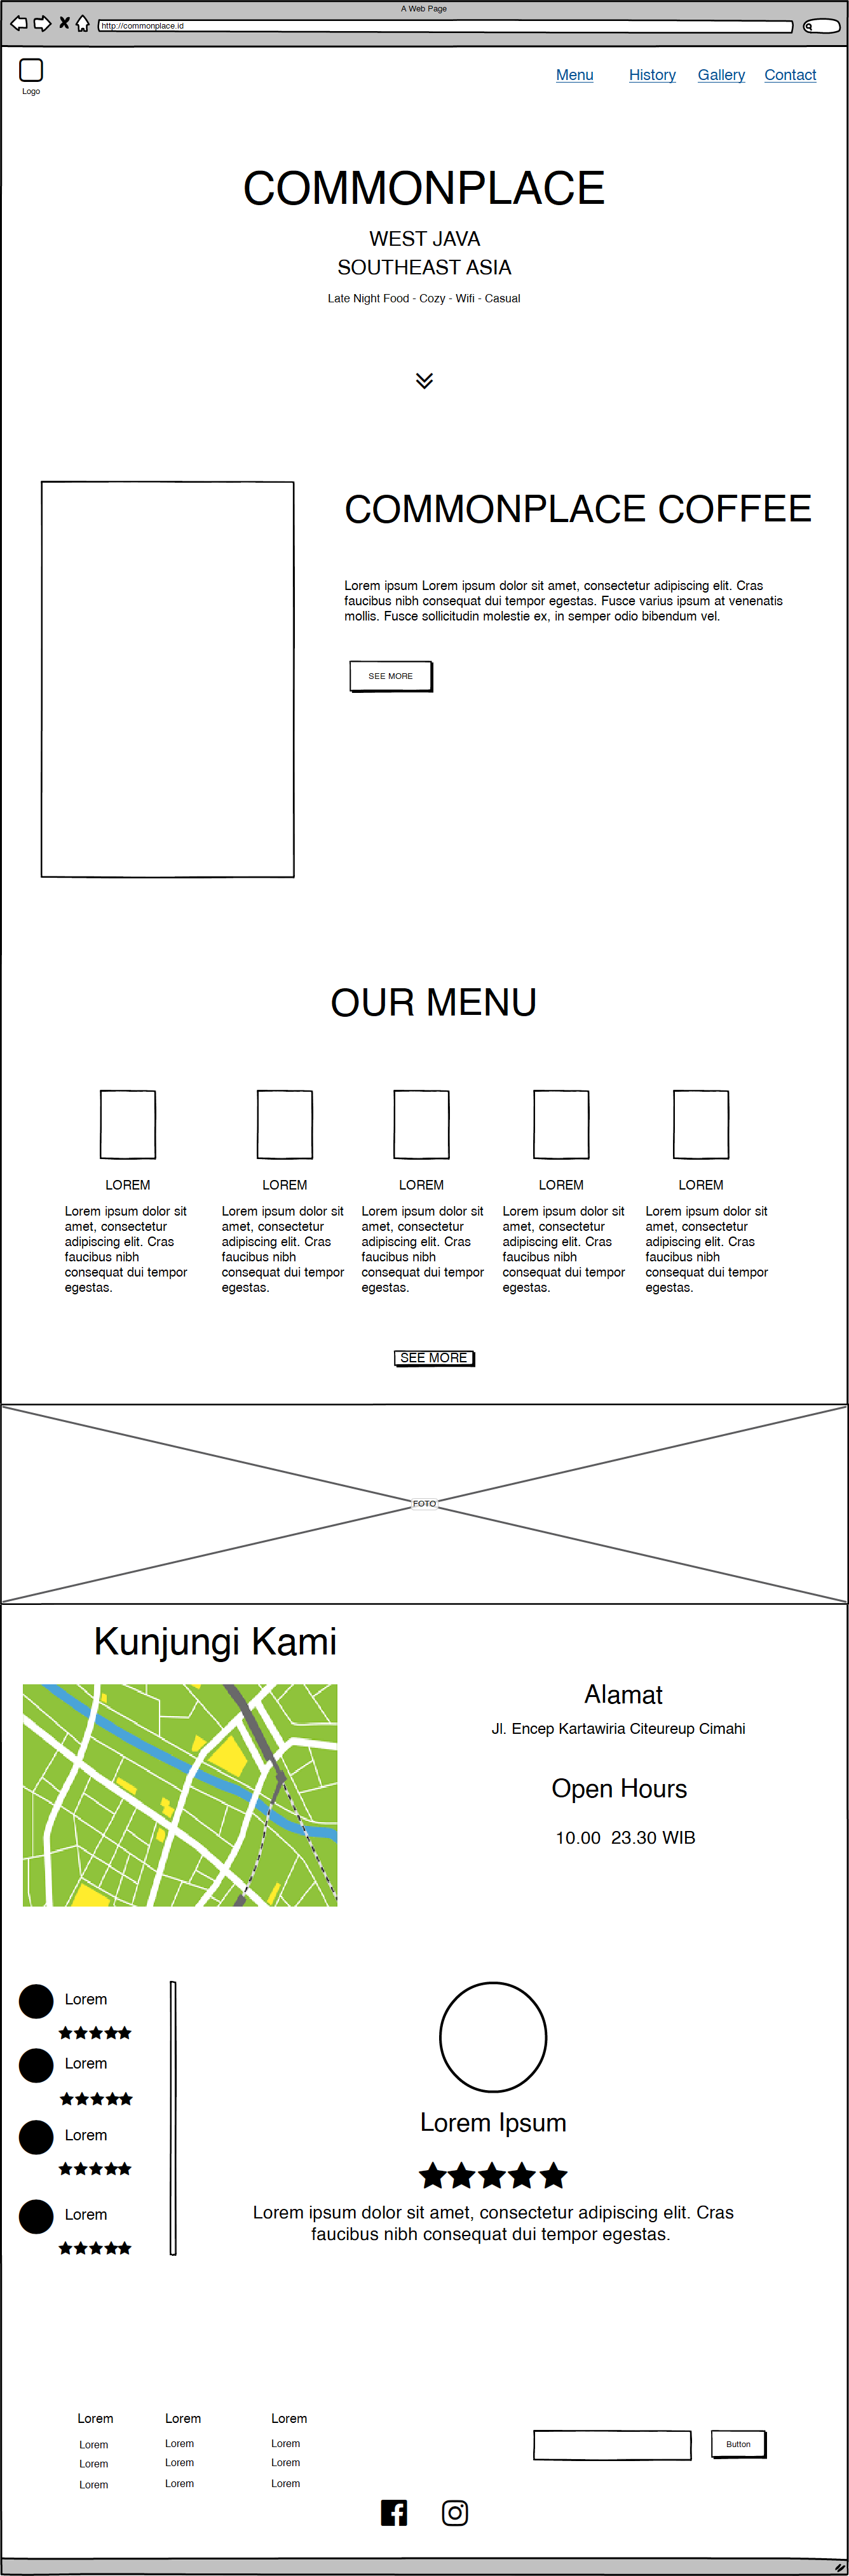 A Web Page
http://commonplace.id
Logo
Menu
History
Gallery
Contact
COMMONPLACE
WEST JAVA
SOUTHEAST ASIA
Late Night Food - Cozy - Wifi - Casual
COMMONPLACE COFFEE
Lorem ipsum Lorem ipsum dolor sit amet, consectetur adipiscing elit. Cras
faucibus nibh consequat dui tempor egestas. Fusce varius ipsum at venenatis
mollis. Fusce sollicitudin molestie ex, in semper odio bibendum vel.
SEE MORE
OUR MENU
LOREM
Lorem ipsum dolor sit
amet, consectetur
adipiscing elit. Cras
faucibus nibh
consequat dui tempor
egestas.
LOREM
Lorem ipsum dolor sit
amet, consectetur
adipiscing elit. Cras
faucibus nibh
consequat dui tempor
egestas.
LOREM
Lorem ipsum dolor sit
amet, consectetur
adipiscing elit. Cras
faucibus nibh
consequat dui tempor
egestas.
LOREM
Lorem ipsum dolor sit
amet, consectetur
adipiscing elit. Cras
faucibus nibh
consequat dui tempor
egestas.
LOREM
Lorem ipsum dolor sit
amet, consectetur
adipiscing elit. Cras
faucibus nibh
consequat dui tempor
egestas.
SEE MORE
FOTO
Kunjungi Kami
Alamat
Jl. Encep Kartawiria Citeureup Cimahi
Open Hours
10.00 23.30 WIB
Lorem
Lorem
Lorem
Lorem
Lorem Ipsum
Lorem ipsum dolor sit amet, consectetur adipiscing elit. Cras
faucibus nibh consequat dui tempor egestas.
Lorem
Lorem
Lorem
Lorem
Lorem
Lorem
Lorem
Lorem
Lorem
Lorem
Lorem
Lorem
Button